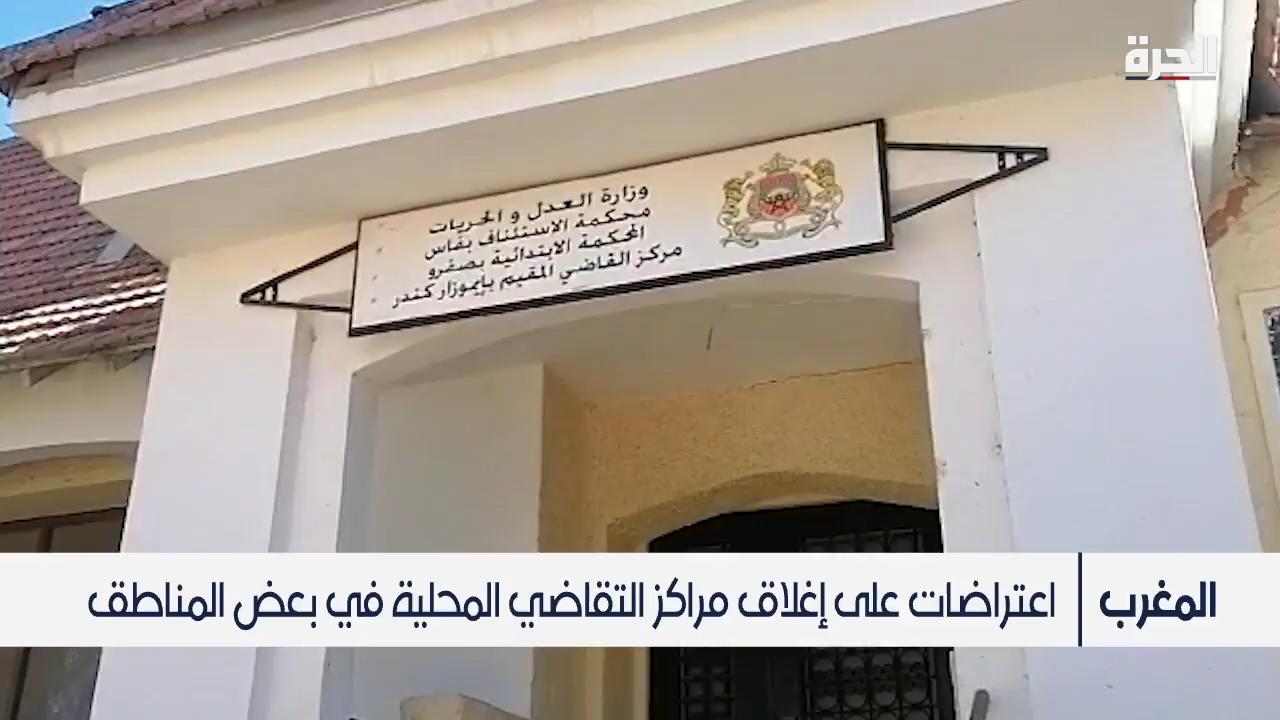 الحرة
وزارة العدل و الحريات
محكمة الاستئناف بفاس
المحكمة الابتدائية بصفرو
مركز القاضي المقيم بإيموزار كندر
المغرب
اعتراضات على إغلاق مراكز التقاضي المحلية في بعض المناطق